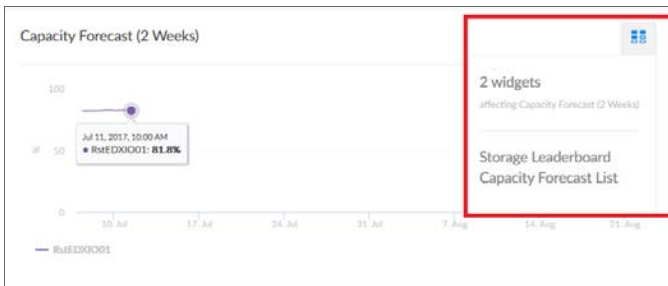 Capacity Forecast (2 Weeks)
2 widgets
affecting Capacity Forecast (2 Weeks)
Storage Leaderboard
Capacity Forecast List
100
Jul 11, 2017, 10:00 AM
● RstEDXIO01: 81.8%
%
50
0
10. Jul
17. Jul
24. Jul
31. Jul
7. Aug
14. Aug
21. Aug
RstEDXIO01